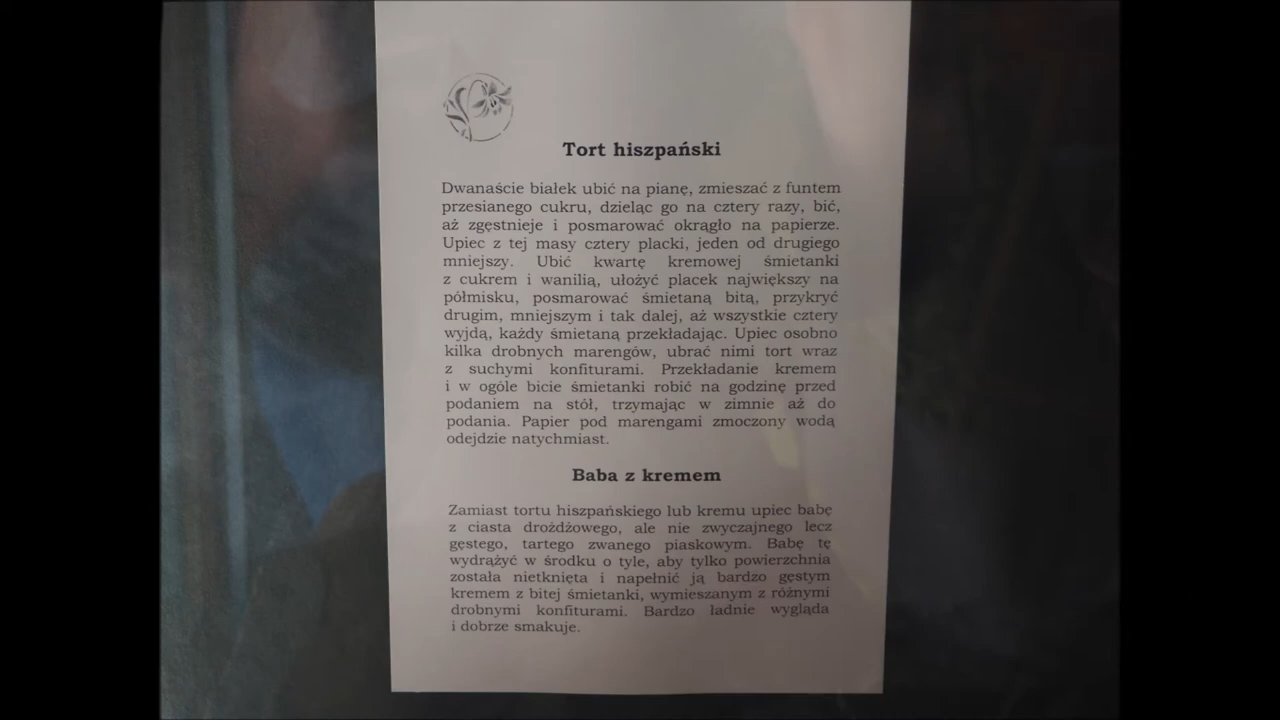 Tort hiszpański
Dwanaście białek ubić na pianę, zmieszać z funtem
przesianego cukru, dzieląc go na cztery razy, bić,
aż zgęstnieje i posmarować okrągło na papierze.
Upiec z tej masy cztery placki, jeden od drugiego
mniejszy. Ubić kwartę kremowej śmietanki
z cukrem i wanilią, ułożyć placek największy na
półmisku, posmarować śmietaną bitą, przykryć
drugim, mniejszym i tak dalej, aż wszystkie cztery
wyjdą, każdy śmietaną przekładając. Upiec osobno
kilka drobnych marengów, ubrać nimi tort wraz
z suchymi konfiturami. Przekładanie kremem
i w ogóle bicie śmietanki robić na godzinę przed
podaniem na stół, trzymając w zimnie aż do
podania. Papier pod marengami zmoczony wodą
odejdzie natychmiast.
Baba z kremem
Zamiast tortu hiszpańskiego lub kremu upiec babę
z ciasta drożdżowego, ale nie zwyczajnego lecz
gęstego, tartego zwanego piaskowym. Babę tę
wydrążyć w środku o tyle, aby tylko powierzchnia
została nietknięta i napełnić ją bardzo gęstym
kremem z bitej śmietanki, wymieszanym z różnymi
drobnymi konfiturami. Bardzo ładnie wygląda
i dobrze smakuje.